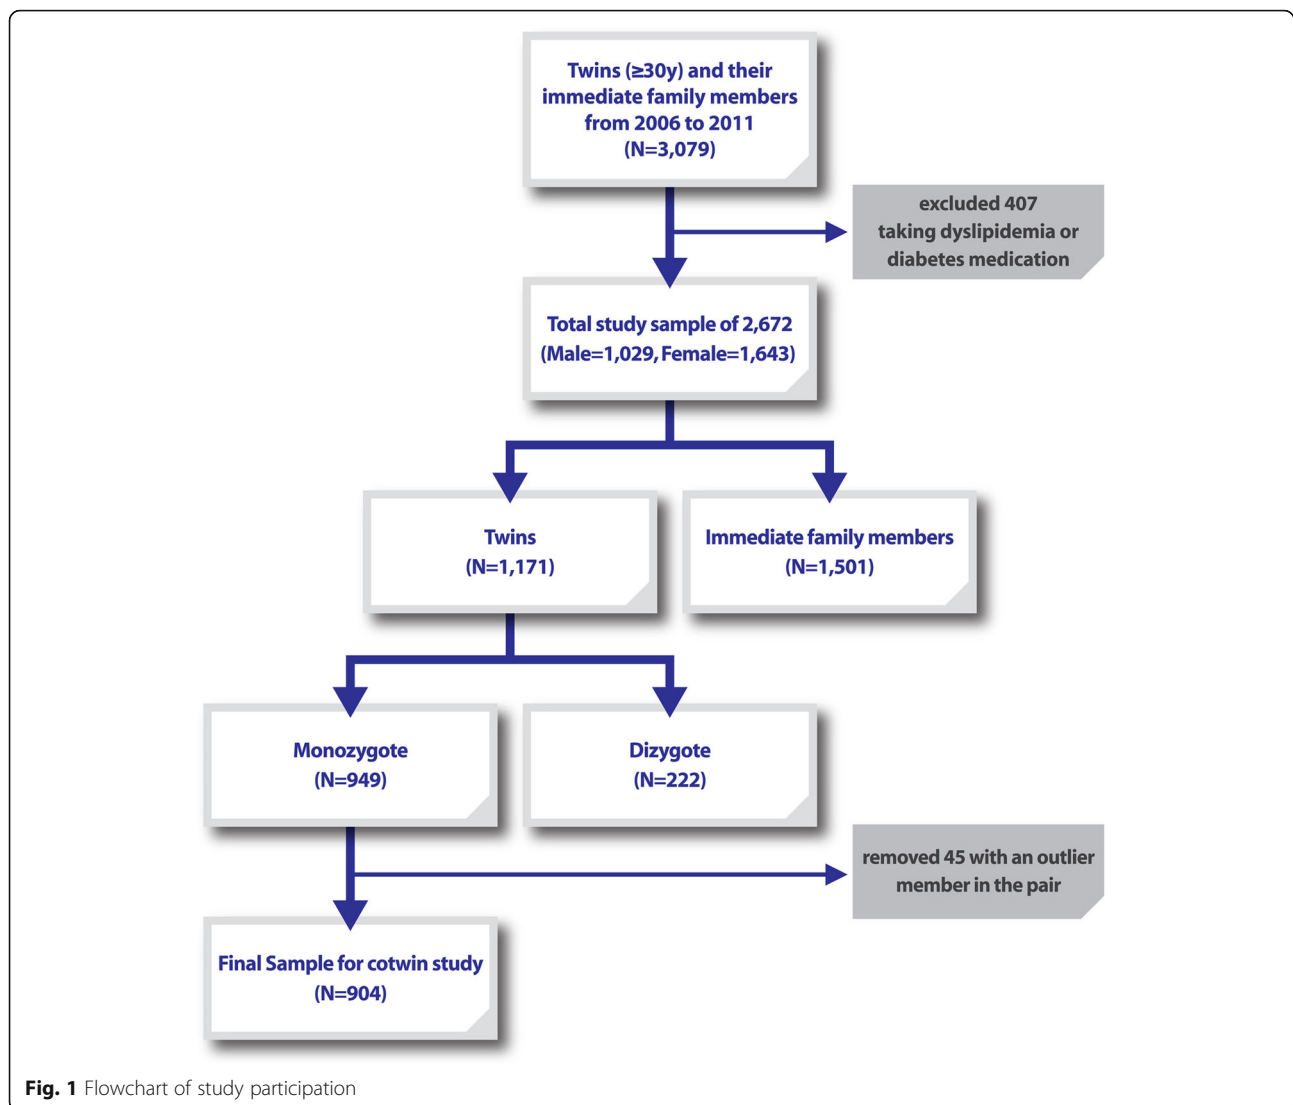 Twins (≥30y) and their
immediate family members
from 2006 to 2011
(N=3,079)
excluded 407
taking dyslipidemia or
diabetes medication
Total study sample of 2,672
(Male=1,029, Female=1,643)
Twins
(N=1,171)
Immediate family members
(N=1,501)
Monozygote
(N=949)
Dizygote
(N=222)
removed 45 with an outlier
member in the pair
Final Sample for cotwin study
(N=904)
Fig. 1 Flowchart of study participation